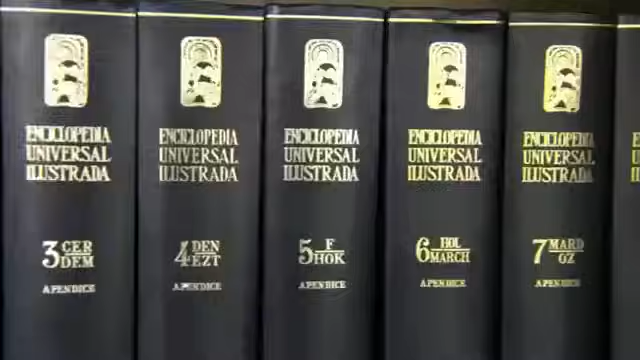 ENCICLOPEDIA
UNIVERSAL
ILUSTRADA
3 CER
DEM
APENDICE
ENCICLOPEDIA
UNIVERSAL
ILUSTRADA
4 DEN
EZT
APENDICE
ENCICLOPEDIA
UNIVERSAL
ILUSTRADA
5 F
HOK
APENDICE
ENCICLOPEDIA
UNIVERSAL
ILUSTRADA
6 HOL
MARCH
APENDICE
ENCICLOPEDIA
UNIVERSAL
ILUSTRADA
7 MARD
OZ
APENDICE